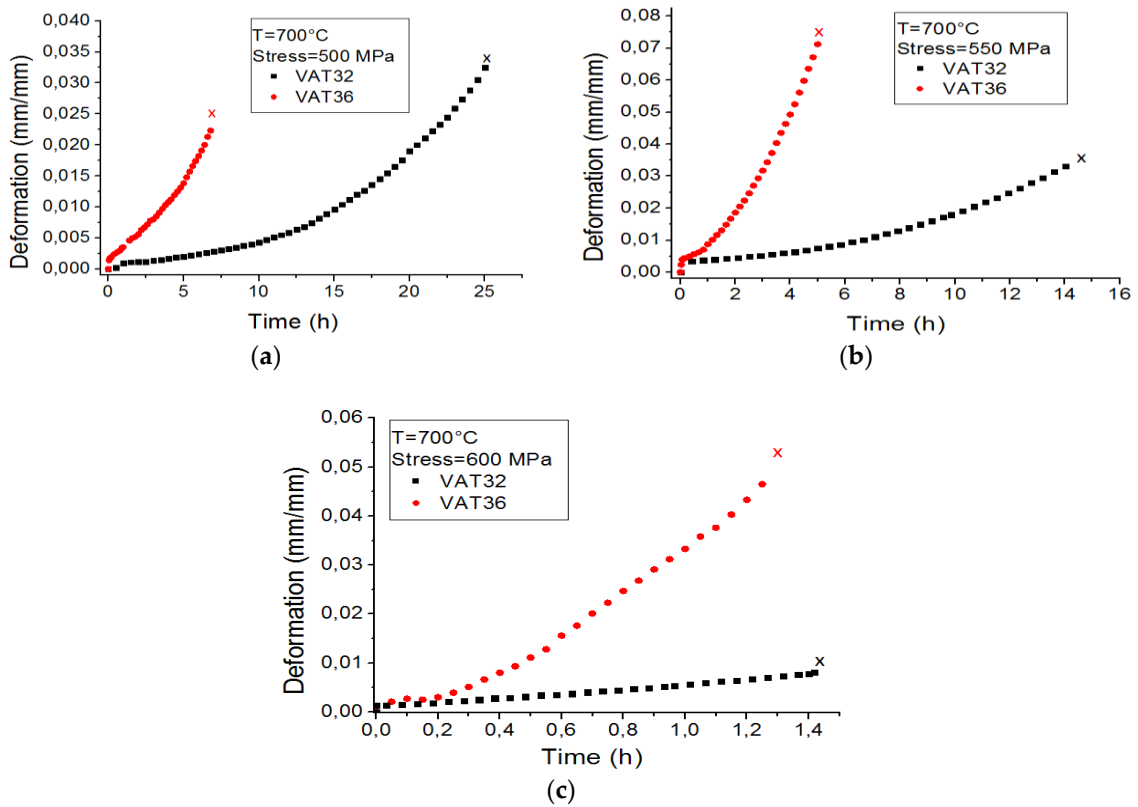 0,040
0,035
0,030
0,025
0,020
0,015
0,010
0,005
0,000
Deformation (mm/mm)
T=700°C
Stress=500 MPa
VAT32
VAT36
x
x
0 5 10 15 20 25
Time (h)
(a)
0,08
0,07
0,06
0,05
0,04
0,03
0,02
0,01
0,00
Deformation (mm/mm)
T=700°C
Stress=550 MPa
VAT32
VAT36
x
x
0 2 4 6 8 10 12 14 16
Time (h)
(b)
0,06
0,05
0,04
0,03
0,02
0,01
0,00
Deformation (mm/mm)
T=700°C
Stress=600 MPa
VAT32
VAT36
x
x
0,0 0,2 0,4 0,6 0,8 1,0 1,2 1,4
Time (h)
(c)